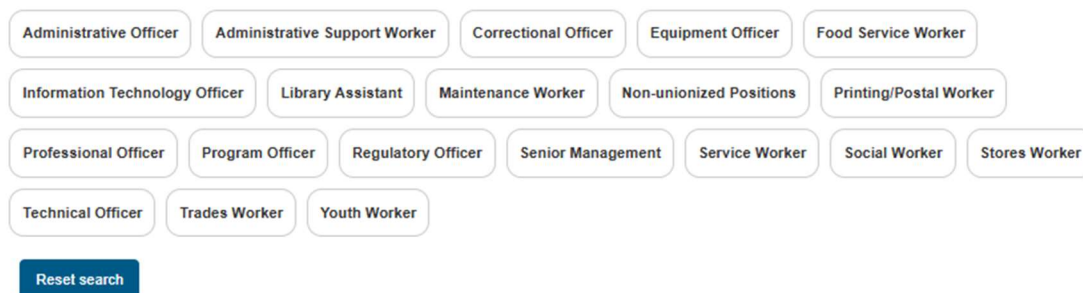 Administrative Officer Administrative Support Worker Correctional Officer Equipment Officer Food Service Worker
Information Technology Officer Library Assistant Maintenance Worker Non-unionized Positions Printing/Postal Worker
Professional Officer Program Officer Regulatory Officer Senior Management Service Worker Social Worker Stores Worker
Technical Officer Trades Worker Youth Worker
Reset search